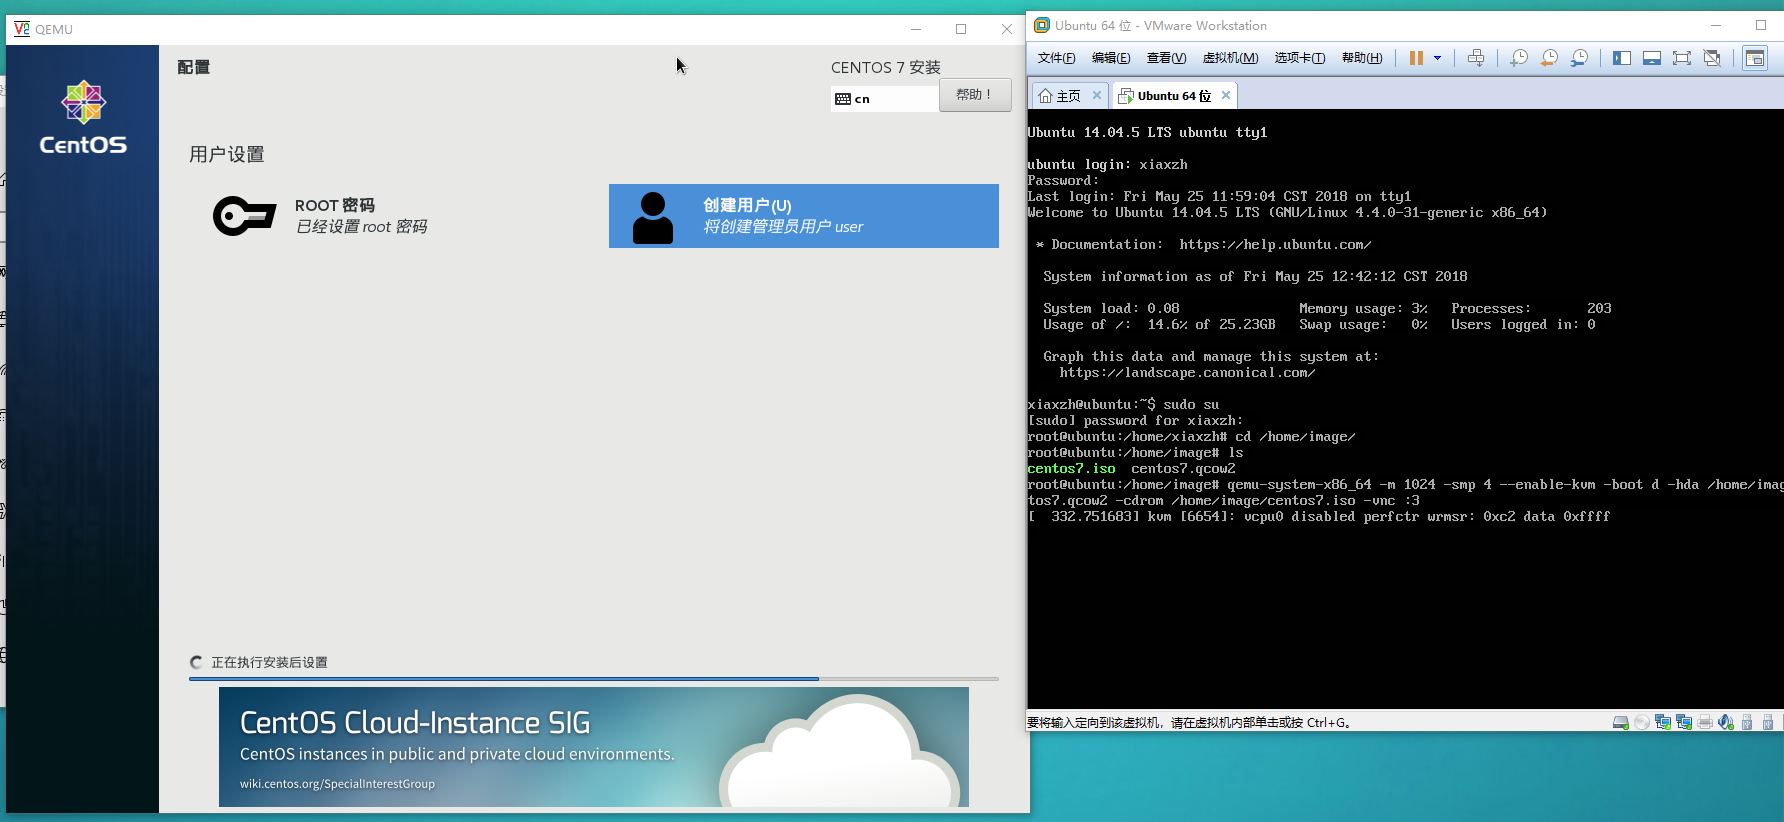 QEMU
CentOS
配置
CENTOS 7 安装
cn
帮助！
用户设置
ROOT 密码
已经设置 root 密码
创建用户(U)
将创建管理员用户 user
正在执行安装后设置
CentOS Cloud-Instance SIG
CentOS instances in public and private cloud environments.
wiki.centos.org/SpecialInterestGroup
Ubuntu 64 位 - VMware Workstation
文件(F) 编辑(E) 查看(V) 虚拟机(M) 选项卡(T) 帮助(H)
主页 Ubuntu 64 位
Ubuntu 14.04.5 LTS ubuntu tty1
ubuntu login: xiaxzh
Password:
Last login: Fri May 25 11:59:04 CST 2018 on tty1
Welcome to Ubuntu 14.04.5 LTS (GNU/Linux 4.4.0-31-generic x86_64)
* Documentation:  https://help.ubuntu.com/
System information as of Fri May 25 12:42:12 CST 2018
System load: 0.08 Memory usage: 3% Processes: 203
Usage of /: 14.6% of 25.23GB Swap usage: 0% Users logged in: 0
Graph this data and manage this system at:
https://landscape.canonical.com/
xiaxzh@ubuntu:~$ sudo su
[sudo] password for xiaxzh:
root@ubuntu:/home/xiaxzh# cd /home/image/
root@ubuntu:/home/image# ls
centos7.iso  centos7.qcow2
root@ubuntu:/home/image# qemu-system-x86_64 -m 1024 -smp 4 --enable-kvm -boot d -hda /home/imag
tos7.qcow2 -cdrom /home/image/centos7.iso -vnc :3
[  332.751683] kvm [6654]: vcpu0 disabled perfctr wrmsr: 0xc2 data 0xffff
要将输入定向到该虚拟机，请在虚拟机内部单击或按 Ctrl+G。